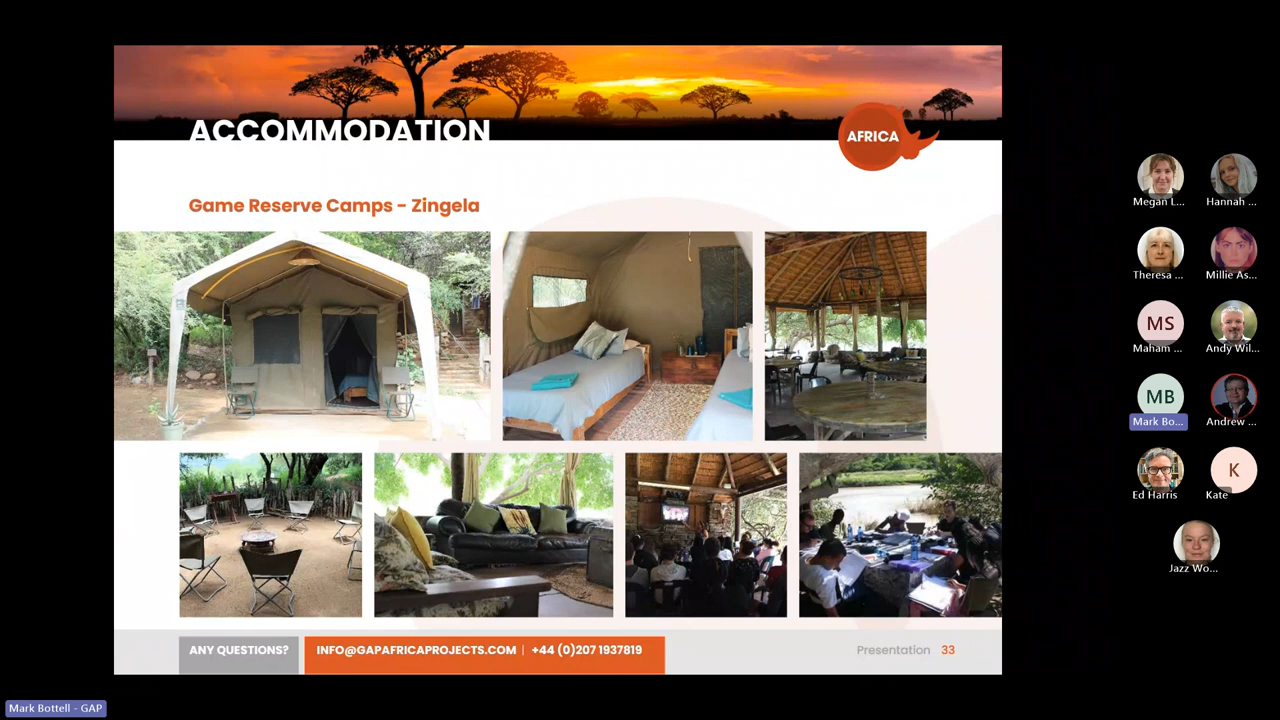 ACCOMMODATION
AFRICA
Game Reserve Camps - Zingela
ANY QUESTIONS?
INFO@GAPAFRICAPROJECTS.COM | +44 (0)207 1937819
Presentation 33
Megan L...
Hannah ...
Theresa ...
Millie As...
MS
Maham ...
Andy Wil...
MB
Mark Bo...
Andrew ...
Ed Harris
K
Kate
Jazz Wo...
Mark Bottell - GAP